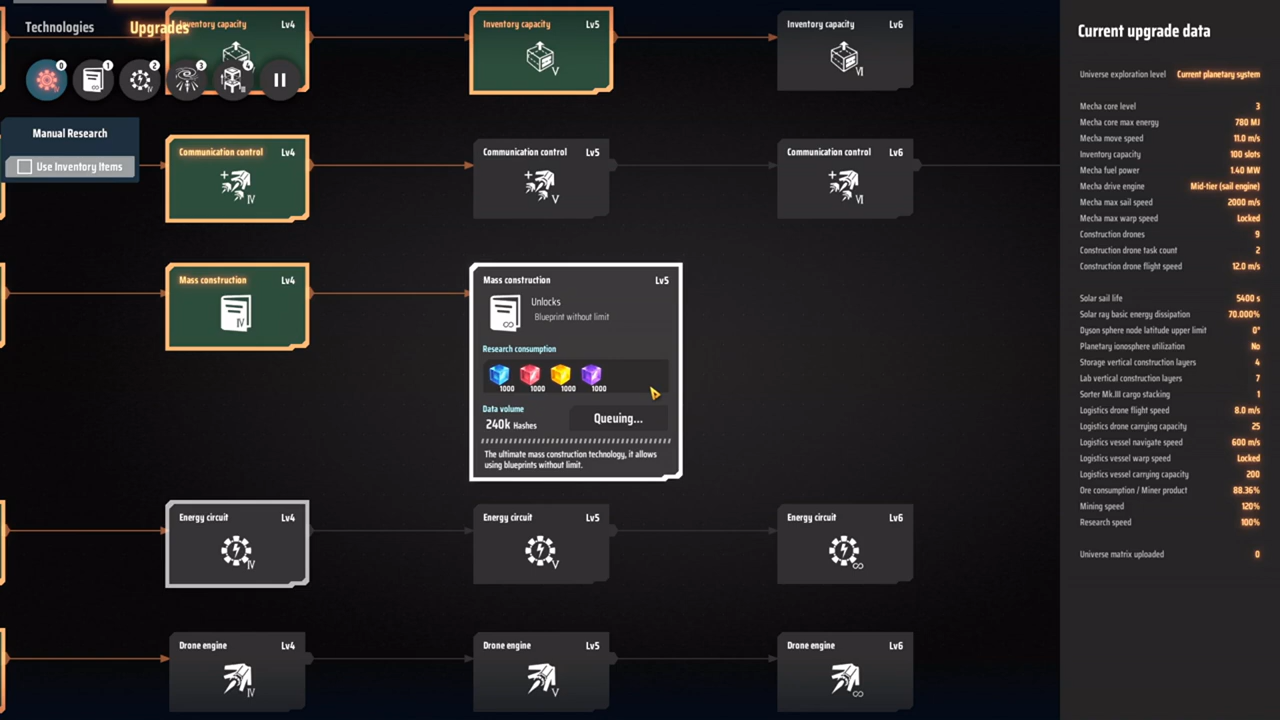 Technologies
Upgrades
0
1
2
3
4
Manual Research
Use Inventory Items
Inventory capacity Lv4
Inventory capacity Lv5
V
Inventory capacity Lv6
VI
Communication control Lv4
IV
Communication control Lv5
V
Communication control Lv6
VI
Mass construction Lv4
IV
Mass construction Lv5
∞
Unlocks
Blueprint without limit
Research consumption
1000 1000 1000 1000
Data volume
240k Hashes
Queuing...
The ultimate mass construction technology, it allows
using blueprints without limit.
Energy circuit Lv4
IV
Energy circuit Lv5
V
Energy circuit Lv6
∞
Drone engine Lv4
IV
Drone engine Lv5
V
Drone engine Lv6
∞
Current upgrade data
Universe exploration level Current planetary system
Mecha core level 3
Mecha core max energy 780 MJ
Mecha move speed 11.0 m/s
Inventory capacity 100 slots
Mecha fuel power 1.40 MW
Mecha drive engine Mid-tier (sail engine)
Mecha max sail speed 2000 m/s
Mecha max warp speed Locked
Construction drones 9
Construction drone task count 2
Construction drone flight speed 12.0 m/s
Solar sail life 5400 s
Solar ray basic energy dissipation 70.000%
Dyson sphere node latitude upper limit 0°
Planetary ionosphere utilization No
Storage vertical construction layers 4
Lab vertical construction layers 7
Sorter Mk.III cargo stacking 1
Logistics drone flight speed 8.0 m/s
Logistics drone carrying capacity 25
Logistics vessel navigate speed 600 m/s
Logistics vessel warp speed Locked
Logistics vessel carrying capacity 200
Ore consumption / Miner product 88.36%
Mining speed 120%
Research speed 100%
Universe matrix uploaded 0